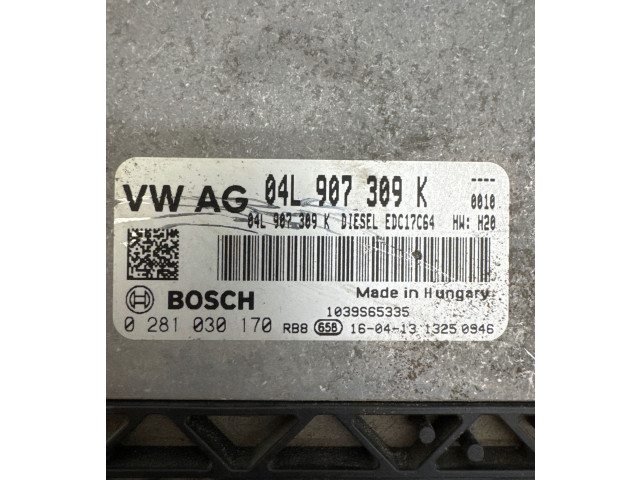 VW AG 04L 907 309 K ----
0010
04L 907 309 K DIESEL EDC17C64 HW: H20
BOSCH Made in Hungary
1039S65335
0 281 030 170 RB8 65B 16-04-13 1325 0946